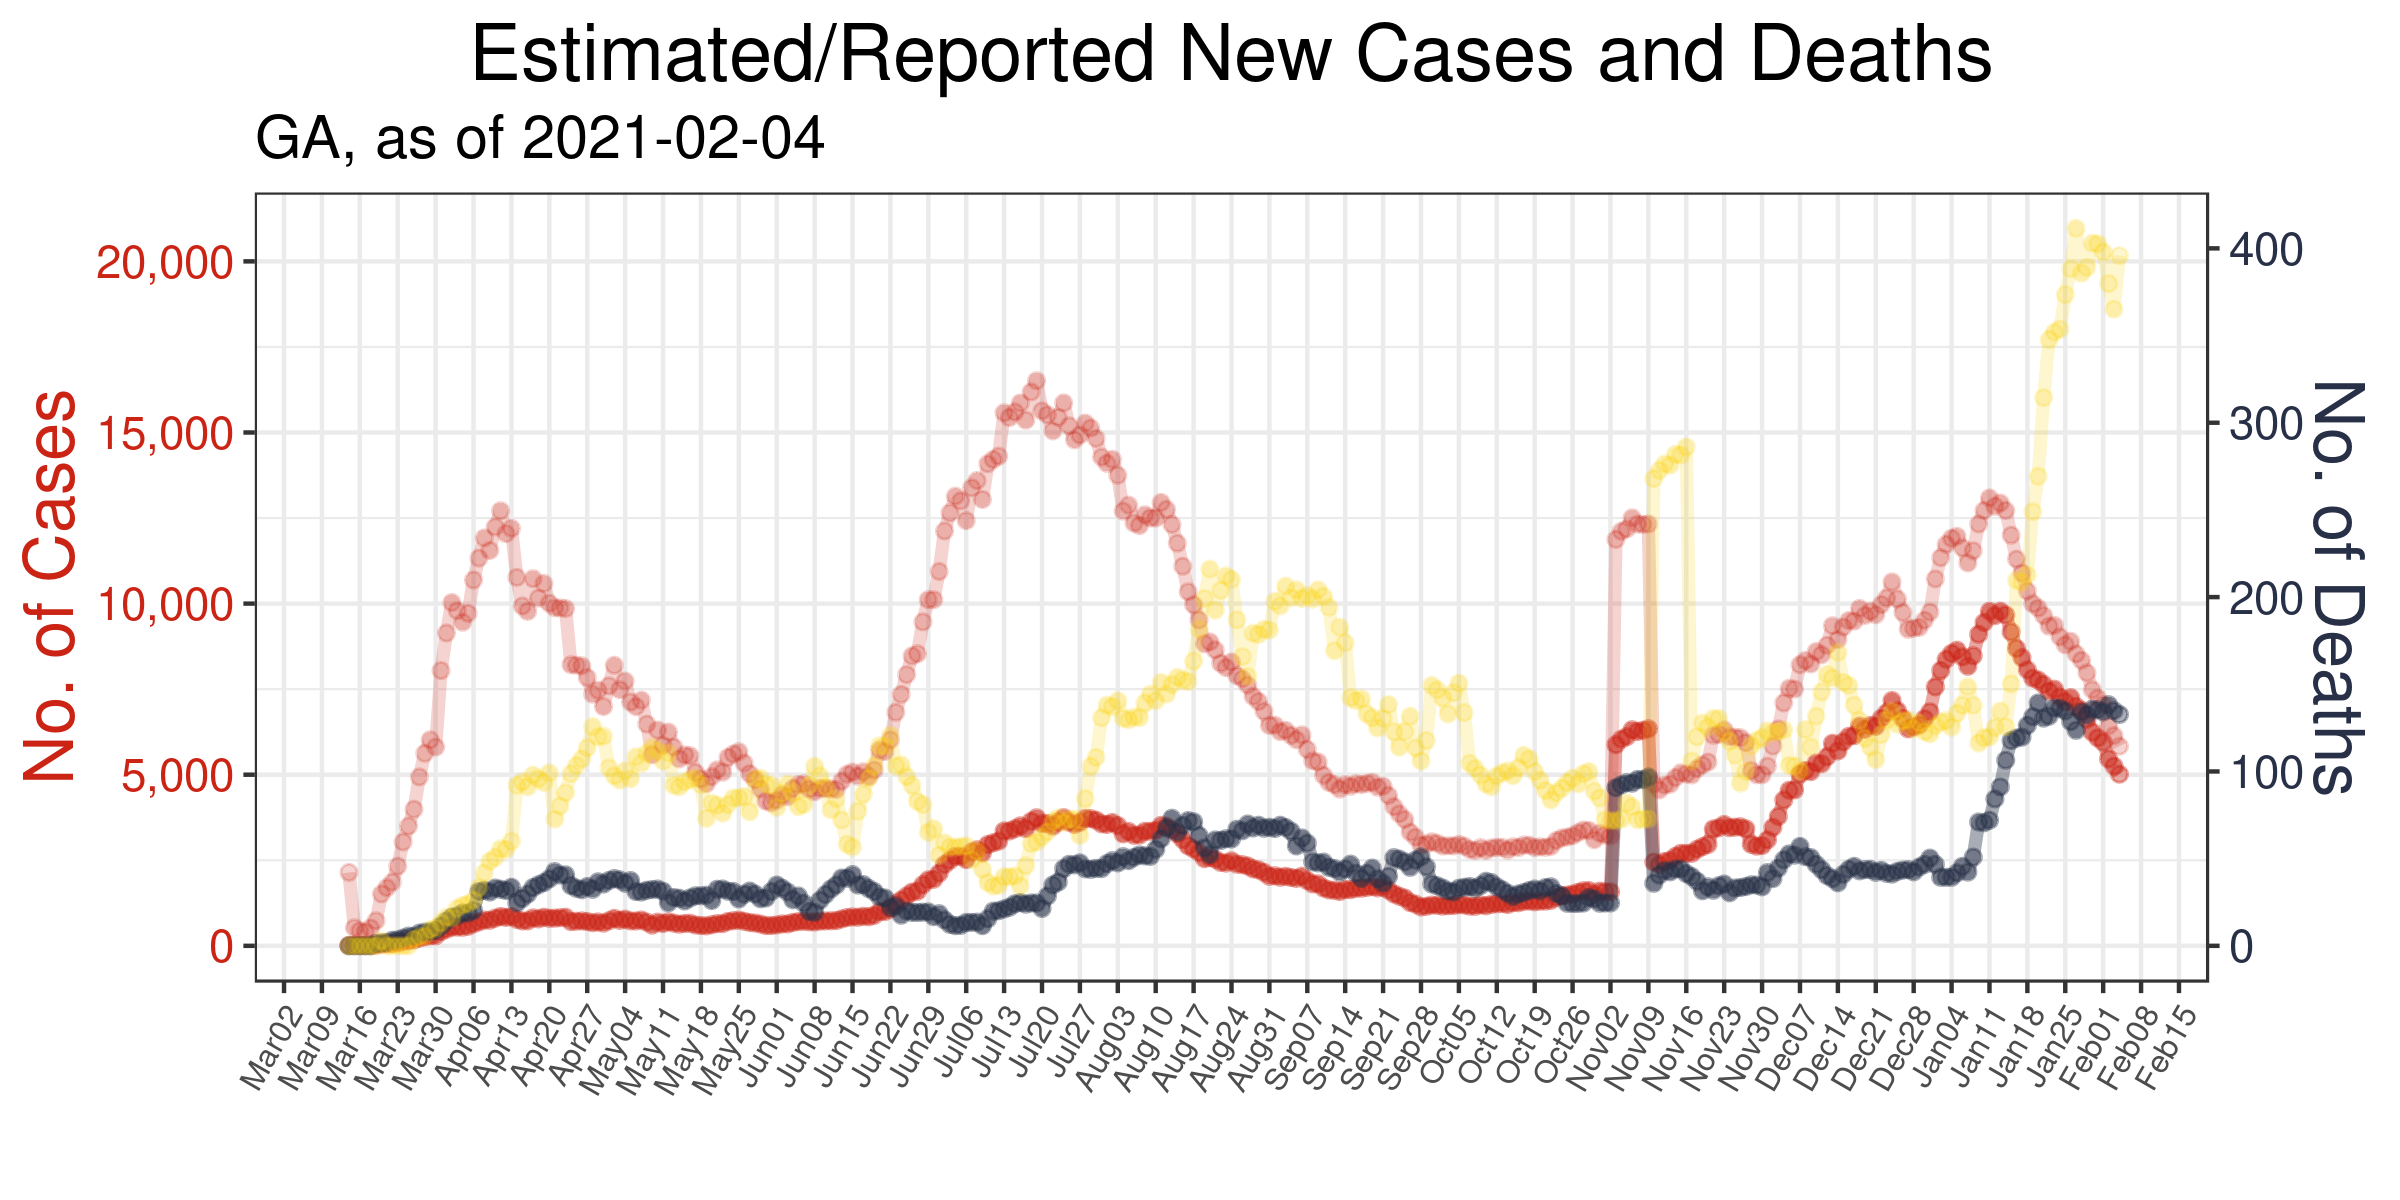 Estimated/Reported New Cases and Deaths
GA, as of 2021-02-04
No. of Cases
20,000
15,000
10,000
5,000
0
400
300
200
100
0
No. of Deaths
Mar02
Mar09
Mar16
Mar23
Mar30
Apr06
Apr13
Apr20
Apr27
May04
May11
May18
May25
Jun01
Jun08
Jun15
Jun22
Jun29
Jul06
Jul13
Jul20
Jul27
Aug03
Aug10
Aug17
Aug24
Aug31
Sep07
Sep14
Sep21
Sep28
Oct05
Oct12
Oct19
Oct26
Nov02
Nov09
Nov16
Nov23
Nov30
Dec07
Dec14
Dec21
Dec28
Jan04
Jan11
Jan18
Jan25
Feb01
Feb08
Feb15